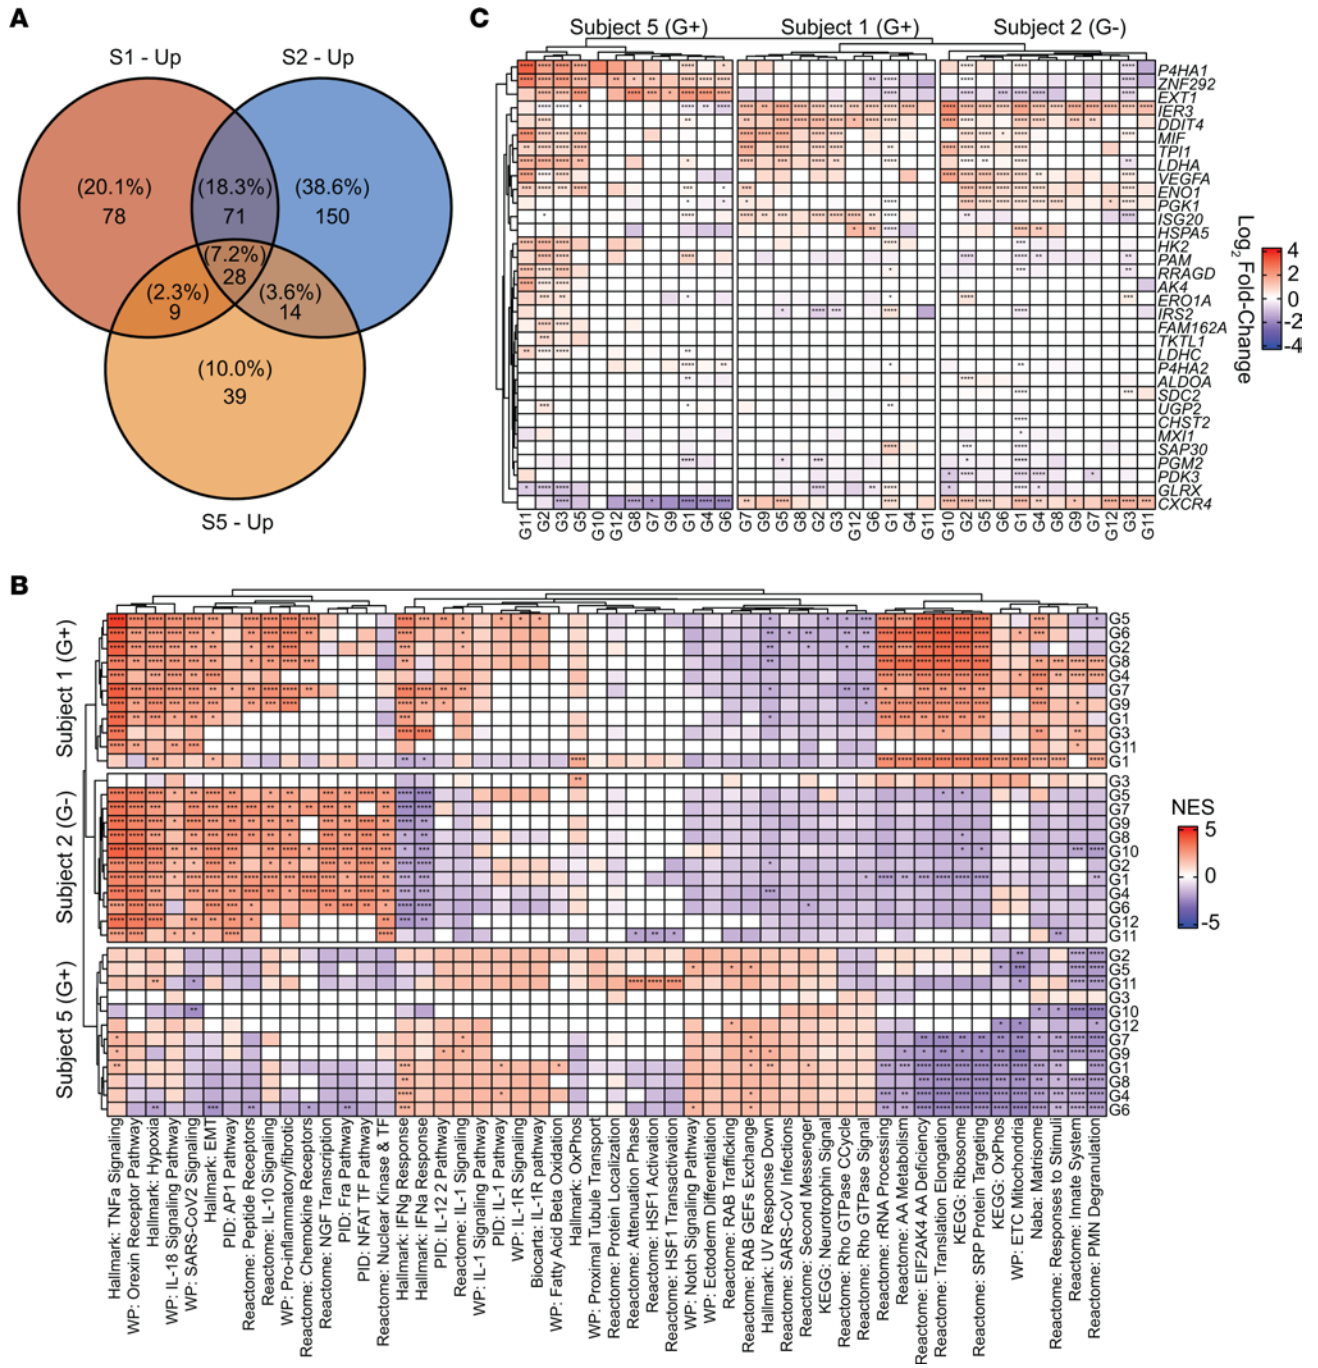 A
S1 - Up
S2 - Up
(20.1%)
78
(18.3%)
71
(38.6%)
150
(7.2%)
28
(2.3%)
9
(3.6%)
14
(10.0%)
39
S5 - Up
C
Subject 5 (G+)
Subject 1 (G+)
Subject 2 (G-)
P4HA1
ZNF292
EXT1
IER3
DDIT4
MIF
TPI1
LDHA
VEGFA
ENO1
PGK1
ISG20
HSPA5
HK2
PAM
RRAGD
AK4
ERO1A
IRS2
FAM162A
TKTL1
LDHC
P4HA2
ALDOA
SDC2
UGP2
CHST2
MXI1
SAP30
PGM2
PDK3
GLRX
CXCR4
G11 G2 G3 G5 G10 G12 G8 G7 G9 G1 G4 G6
G7 G9 G5 G8 G2 G3 G12 G6 G1 G4 G11
G10 G2 G5 G6 G1 G4 G8 G9 G7 G12 G3 G11
Log2 Fold-Change
4
2
0
-2
-4
B
Subject 1 (G+)
G5
G6
G2
G8
G4
G7
G9
G1
G3
G11
G1
Subject 2 (G-)
G3
G5
G7
G9
G8
G10
G2
G1
G4
G6
G12
G11
Subject 5 (G+)
G2
G5
G11
G3
G10
G12
G7
G9
G1
G8
G4
G6
NES
5
0
-5
Hallmark: TNFa Signaling
WP: Orexin Receptor Pathway
Hallmark: Hypoxia
WP: IL-18 Signaling Pathway
WP: SARS-CoV2 Signaling
Hallmark: EMT
PID: AP1 Pathway
Reactome: Peptide Receptors
Reactome: IL-10 Signaling
WP: Pro-inflammatory/fibrotic
Reactome: Chemokine Receptors
Reactome: NGF Transcription
PID: Fra Pathway
PID: NFAT TF Pathway
Reactome: Nuclear Kinase & TF
Hallmark: IFNg Response
Hallmark: IFNa Response
PID: IL-12 2 Pathway
Reactome: IL-1 Signaling
WP: IL-1 Signaling Pathway
PID: IL-1 Pathway
WP: IL-1R Signaling
Biocarta: IL-1R pathway
WP: Fatty Acid Beta Oxidation
Hallmark: OxPhos
WP: Proximal Tubule Transport
Reactome: Protein Localization
Reactome: Attenuation Phase
Reactome: HSF1 Activation
Reactome: HSF1 Transactivation
WP: Notch Signaling Pathway
WP: Ectoderm Differentiation
Reactome: RAB Trafficking
Reactome: RAB GEFs Exchange
Hallmark: UV Response Down
Reactome: SARS-CoV Infections
Reactome: Second Messenger
KEGG: Neurotrophin Signal
Reactome: Rho GTPase CCycle
Reactome: Rho GTPase Signal
Reactome: rRNA Processing
Reactome: AA Metabolism
Reactome: EIF2AK4 AA Deficiency
Reactome: Translation Elongation
KEGG: Ribosome
Reactome: SRP Protein Targeting
KEGG: OxPhos
WP: ETC Mitochondria
Naba: Matrisome
Reactome: Responses to Stimuli
Reactome: Innate System
Reactome: PMN Degranulation